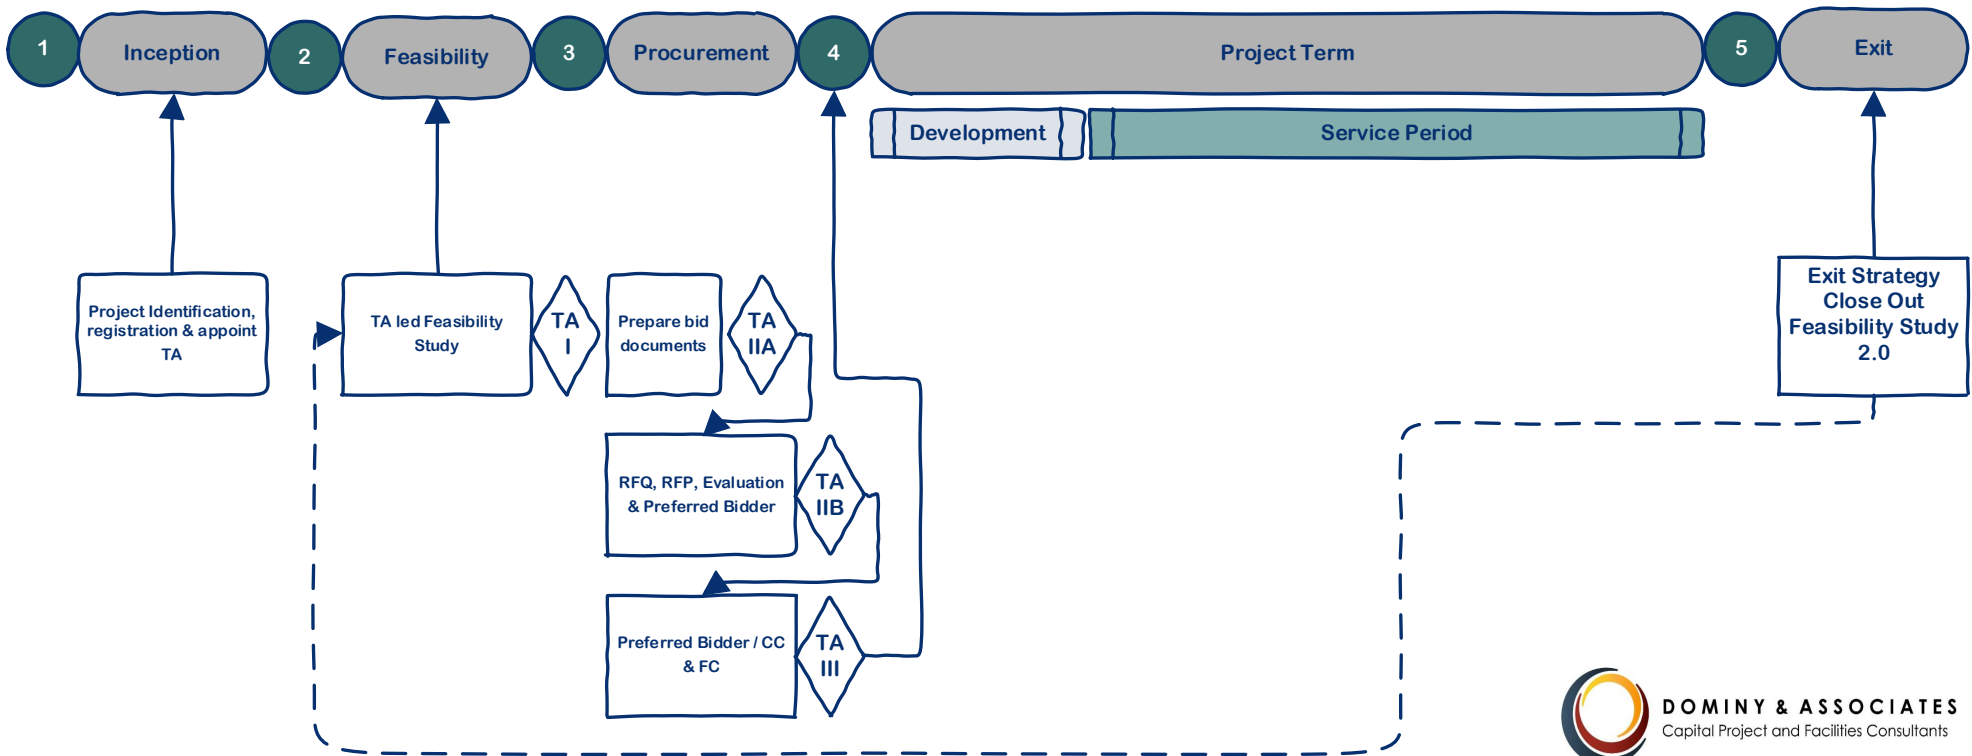 1
Inception
2
Feasibility
3
Procurement
4
Project Term
5
Exit
Development
Service Period
Project Identification,
registration & appoint
TA
TA led Feasibility
Study
TA
I
Prepare bid
documents
TA
IIA
Exit Strategy
Close Out
Feasibility Study
2.0
RFQ, RFP, Evaluation
& Preferred Bidder
TA
IIB
Preferred Bidder / CC
& FC
TA
III
DOMINY & ASSOCIATES
Capital Project and Facilities Consultants